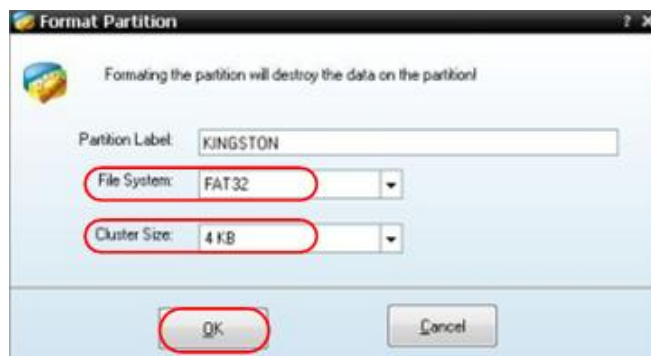 Format Partition
? X
Formating the partition will destroy the data on the partition!
Partition Label: KINGSTON
File System: FAT32
Cluster Size: 4 KB
OK Cancel